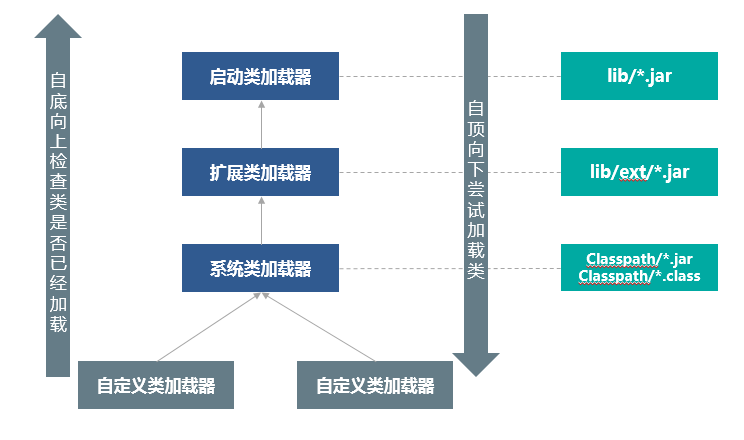 自底向上检查类是否已经加载
启动类加载器
自顶向下尝试加载类
lib/*.jar
扩展类加载器
lib/ext/*.jar
系统类加载器
Classpath/*.jar
Classpath/*.class
自定义类加载器
自定义类加载器